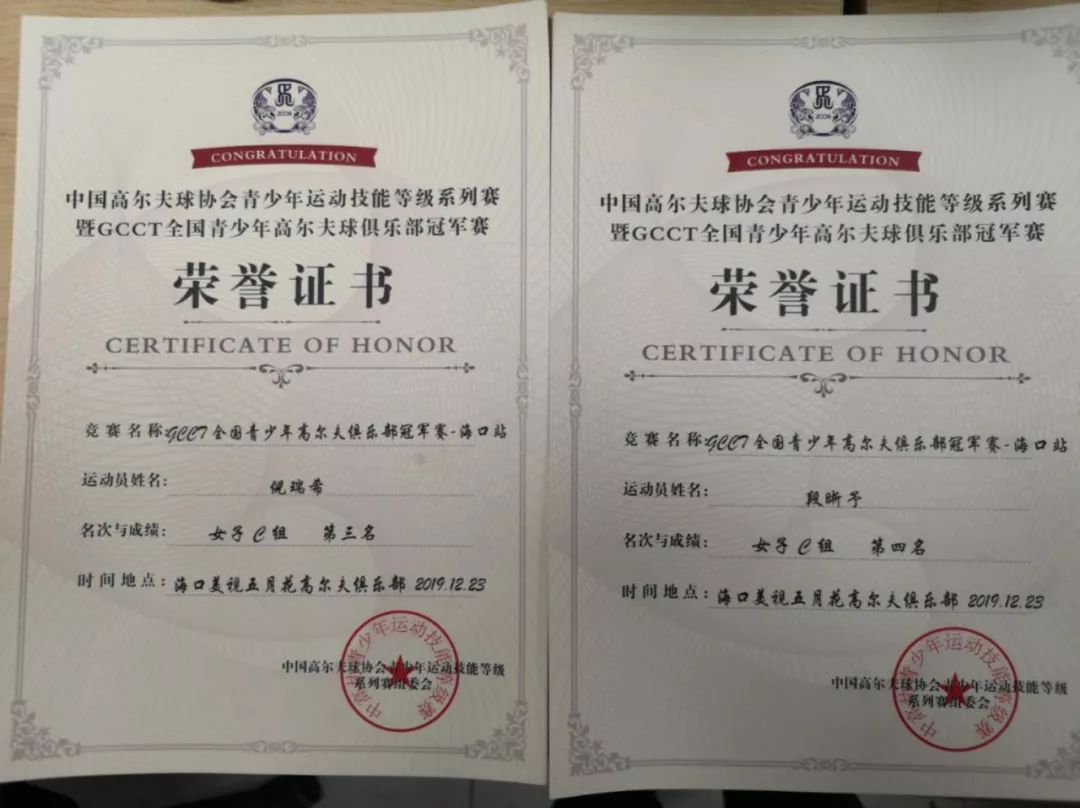 2006
CONGRATULATION
中国高尔夫球协会青少年运动技能等级系列赛
暨GCCT全国青少年高尔夫球俱乐部冠军赛
荣誉证书
CERTIFICATE OF HONOR
竞赛名称:GCCT全国青少年高尔夫俱乐部冠军赛-海口站
运动员姓名: 倪瑞希
名次与成绩: 女子C组 第三名
时间地点: 海口美视五月花高尔夫俱乐部 2019.12.23
中国高尔夫球协会青少年运动技能等级
系列赛组委会
CONGRATULATION
中国高尔夫球协会青少年运动技能等级系列赛
暨GCCT全国青少年高尔夫球俱乐部冠军赛
荣誉证书
CERTIFICATE OF HONOR
竞赛名称:GCCT全国青少年高尔夫俱乐部冠军赛-海口站
运动员姓名: 段晰予
名次与成绩: 女子C组 第四名
时间地点: 海口美视五月花高尔夫俱乐部 2019.12.23
中国高尔夫球协会青少年运动技能等级
系列赛组委会